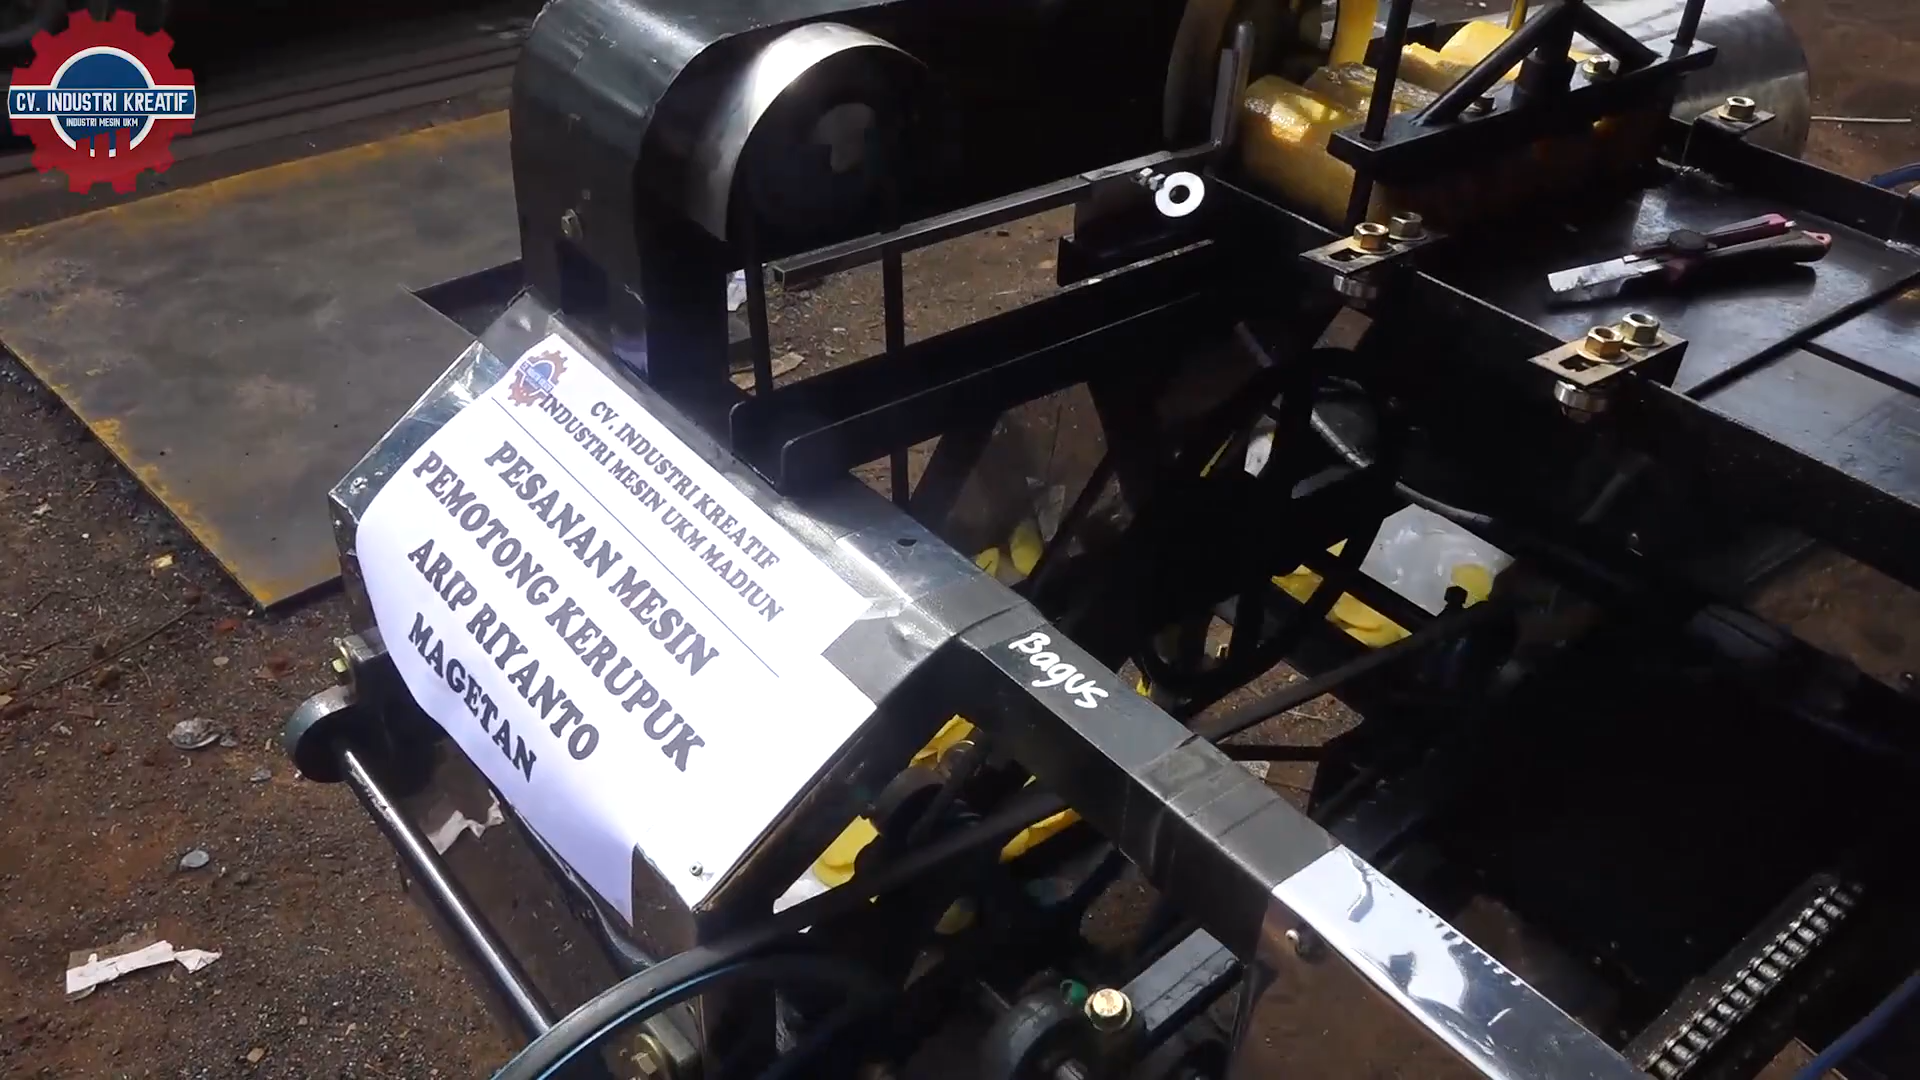 CV. INDUSTRI KREATIF
INDUSTRI MESIN UKM
CV. INDUSTRI KREATIF
INDUSTRI MESIN UKM MADIUN
PESANAN MESIN
PEMOTONG KERUPUK
ARIP RIYANTO
MAGETAN
Bagus